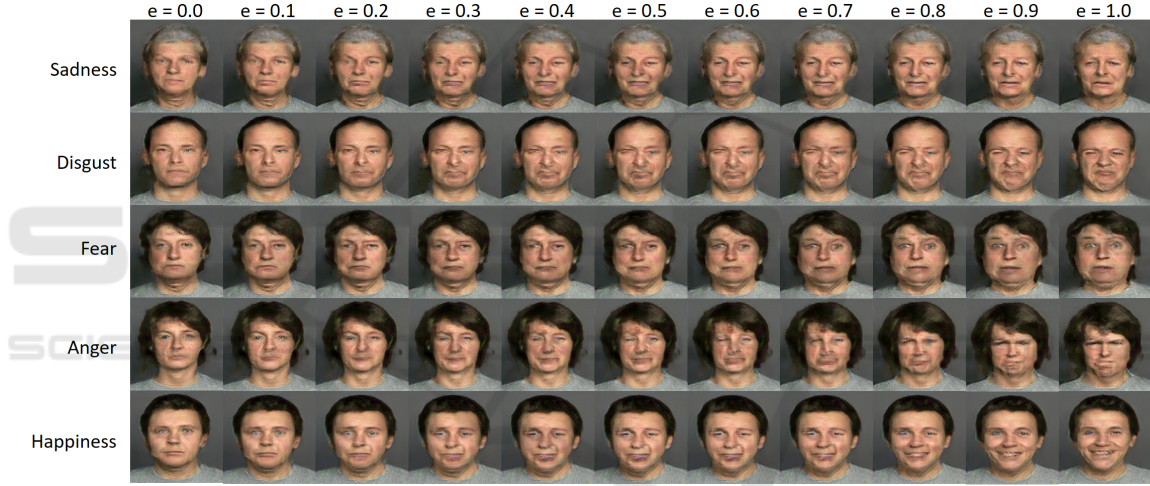 e = 0.0 e = 0.1 e = 0.2 e = 0.3 e = 0.4 e = 0.5 e = 0.6 e = 0.7 e = 0.8 e = 0.9 e = 1.0
Sadness
Disgust
Fear
Anger
Happiness